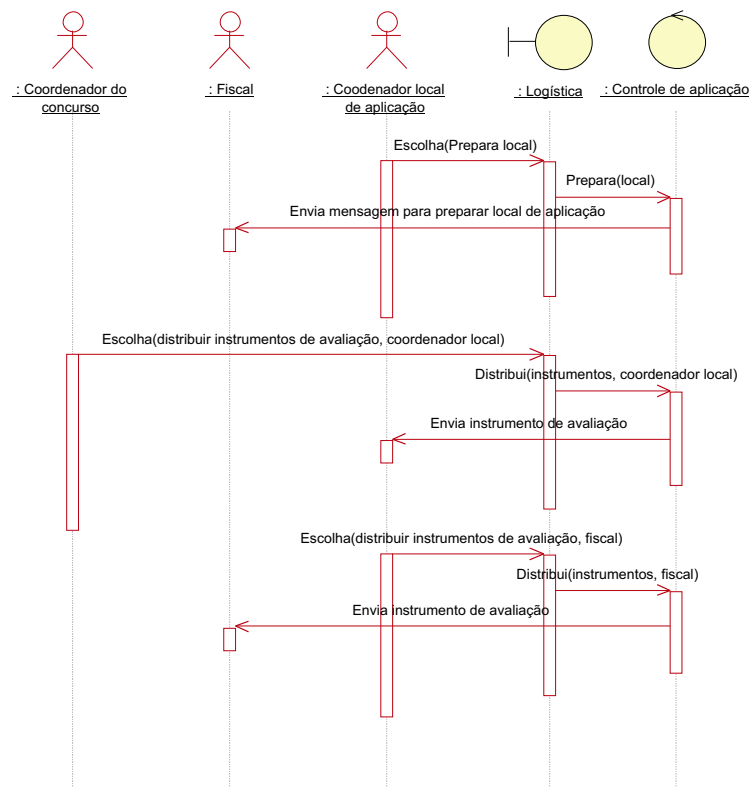 : Coordenador do
concurso
: Fiscal
: Coodenador local
de aplicação
: Logística
: Controle de aplicação
Escolha(Prepara local)
Prepara(local)
Envia mensagem para preparar local de aplicação
Escolha(distribuir instrumentos de avaliação, coordenador local)
Distribui(instrumentos, coordenador local)
Envia instrumento de avaliação
Escolha(distribuir instrumentos de avaliação, fiscal)
Distribui(instrumentos, fiscal)
Envia instrumento de avaliação